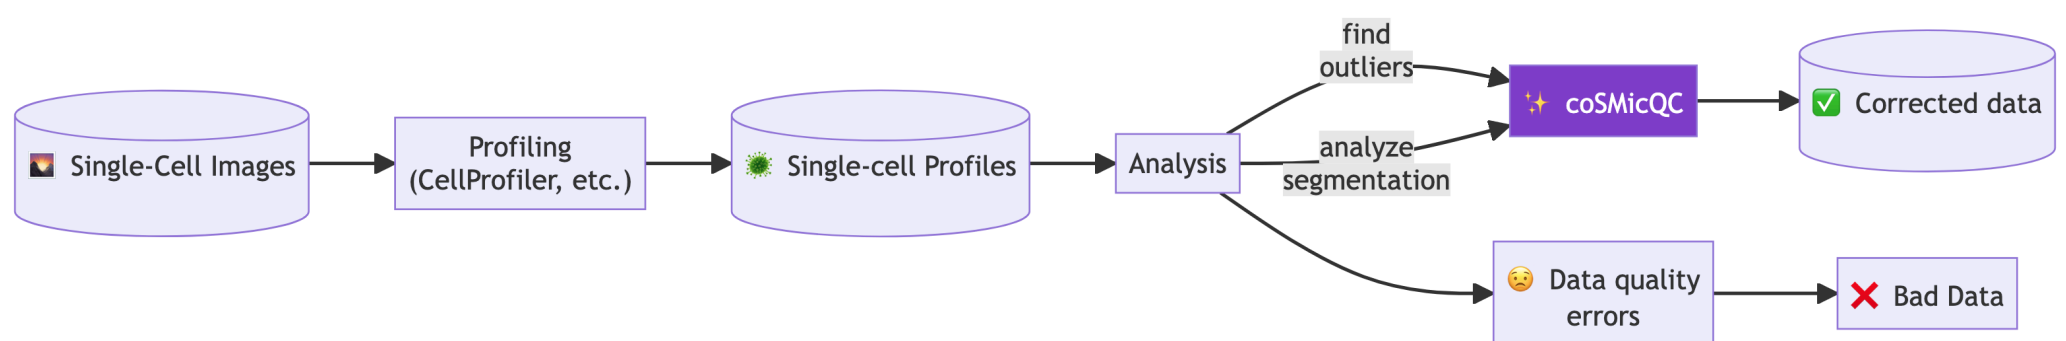 Single-Cell Images
Profiling
(CellProfiler, etc.)
Single-cell Profiles
Analysis
find
outliers
analyze
segmentation
coSMicQC
Corrected data
Data quality
errors
Bad Data